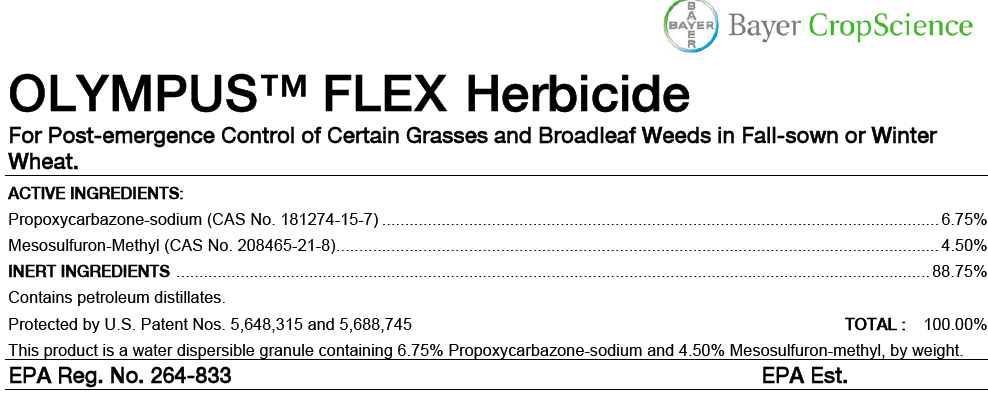 BAYER
BAYER
Bayer CropScience
OLYMPUS™ FLEX Herbicide
For Post-emergence Control of Certain Grasses and Broadleaf Weeds in Fall-sown or Winter
Wheat.
ACTIVE INGREDIENTS:
Propoxycarbazone-sodium (CAS No. 181274-15-7) ........ 6.75%
Mesosulfuron-Methyl (CAS No. 208465-21-8)........ 4.50%
INERT INGREDIENTS ........ 88.75%
Contains petroleum distillates.
Protected by U.S. Patent Nos. 5,648,315 and 5,688,745 TOTAL : 100.00%
This product is a water dispersible granule containing 6.75% Propoxycarbazone-sodium and 4.50% Mesosulfuron-methyl, by weight.
EPA Reg. No. 264-833 EPA Est.